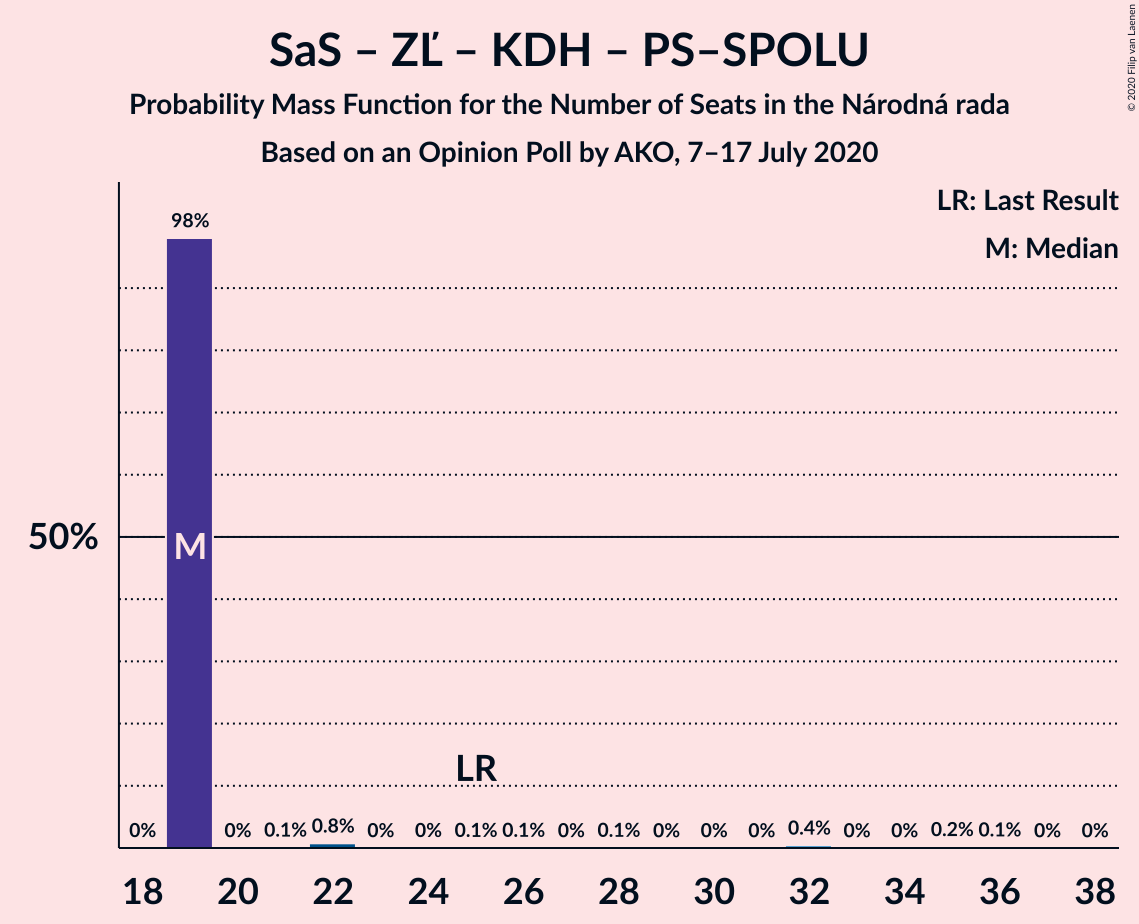 SaS – ZĽ – KDH – PS–SPOLU
Probability Mass Function for the Number of Seats in the Národná rada
Based on an Opinion Poll by AKO, 7–17 July 2020
© 2020 Filip van Laenen
LR: Last Result
M: Median
98%
50%
M
LR
0% 0% 0.1% 0.8% 0% 0% 0.1% 0.1% 0% 0.1% 0% 0% 0% 0.4% 0% 0% 0.2% 0.1% 0% 0%
18 20 22 24 26 28 30 32 34 36 38